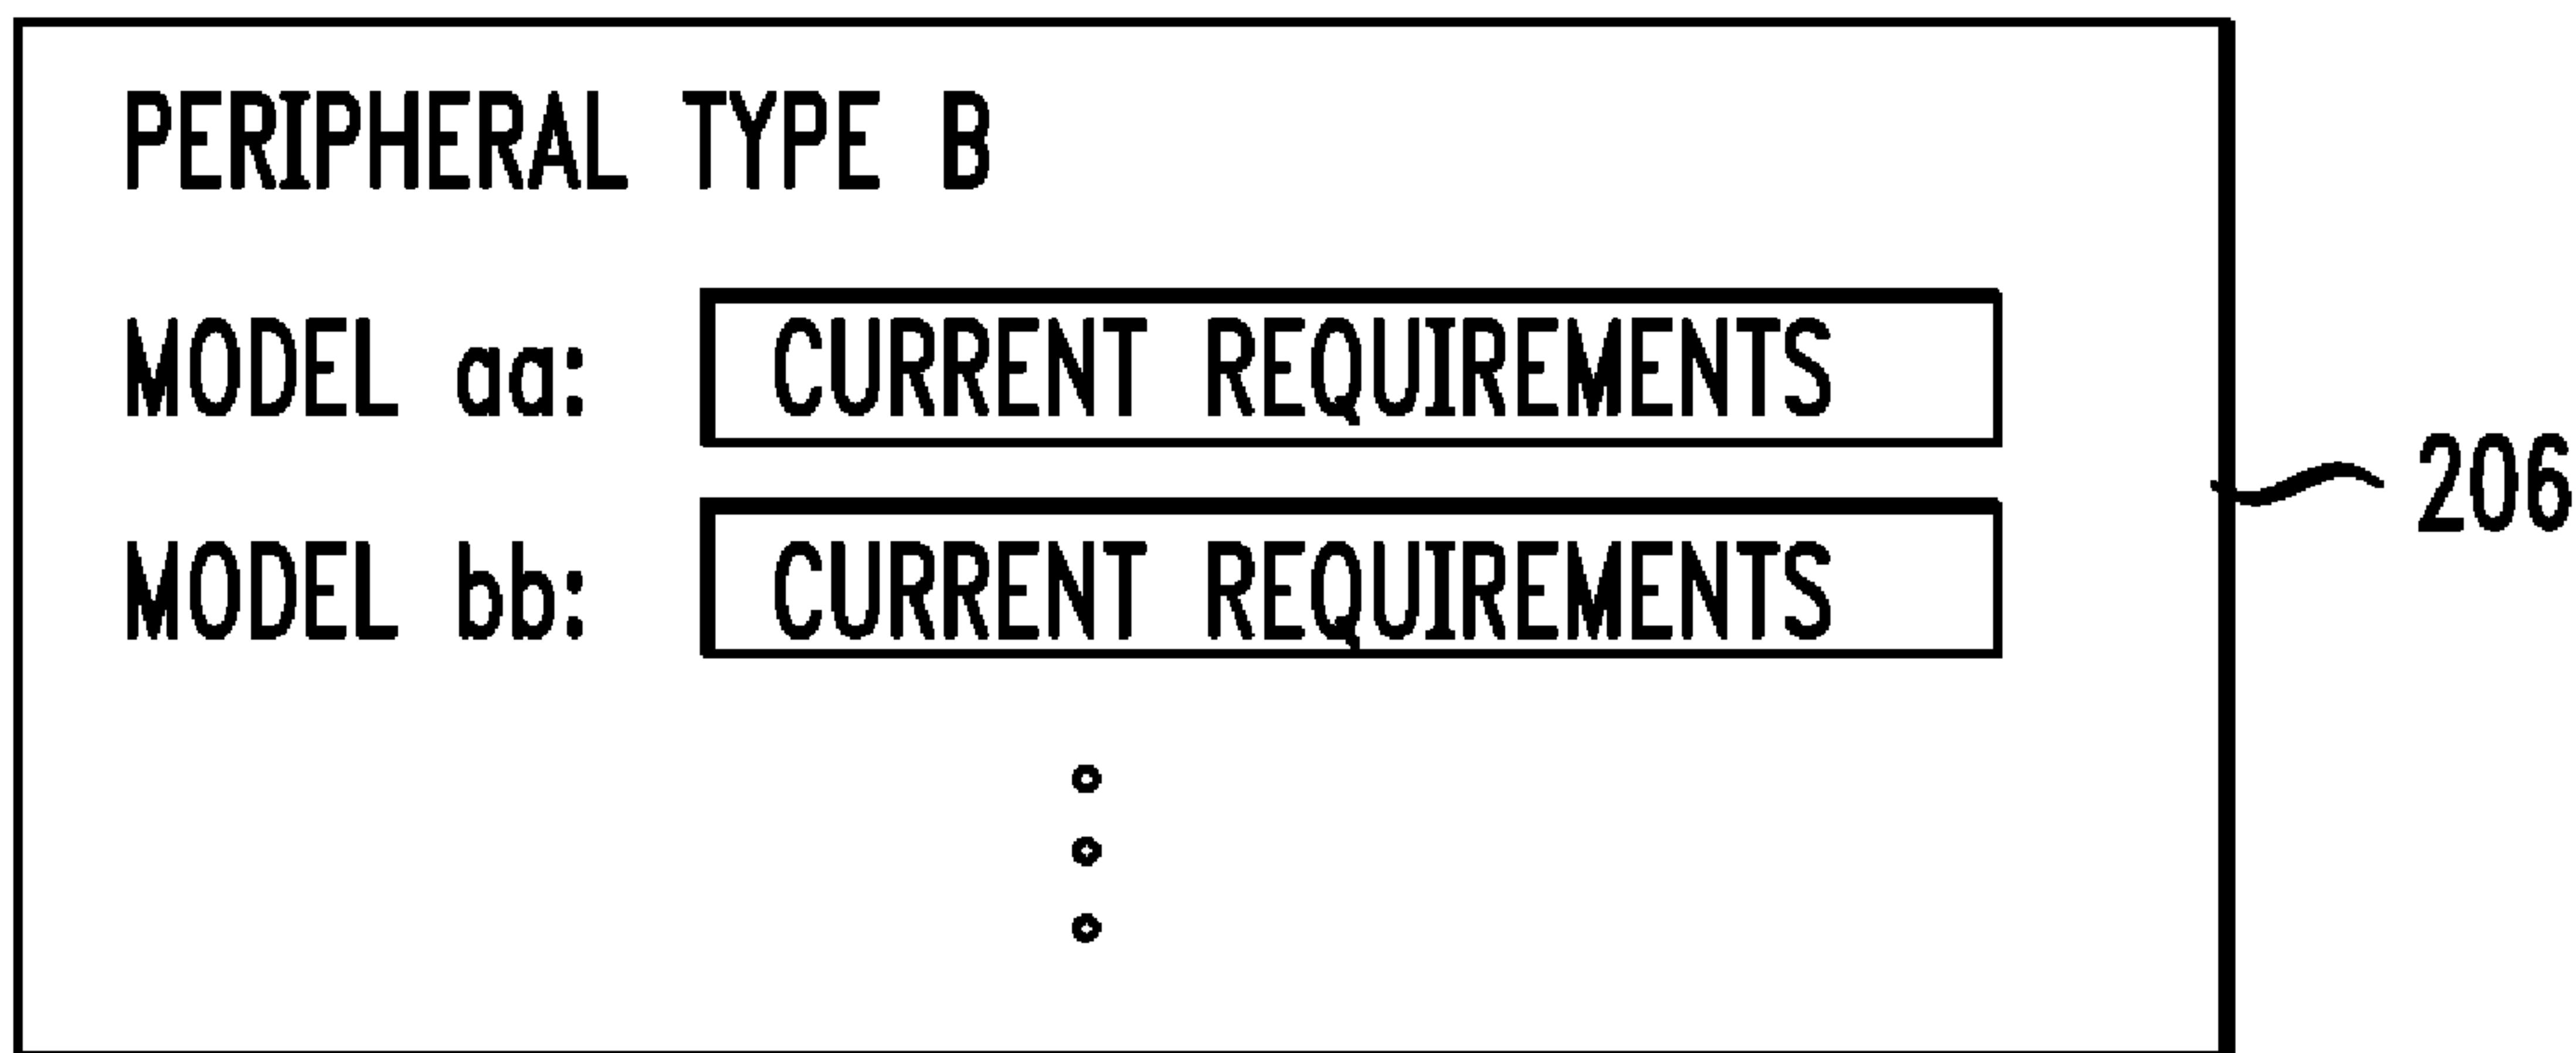 PERIPHERAL TYPE B
MODEL aa: CURRENT REQUIREMENTS
206
MODEL bb: CURRENT REQUIREMENTS